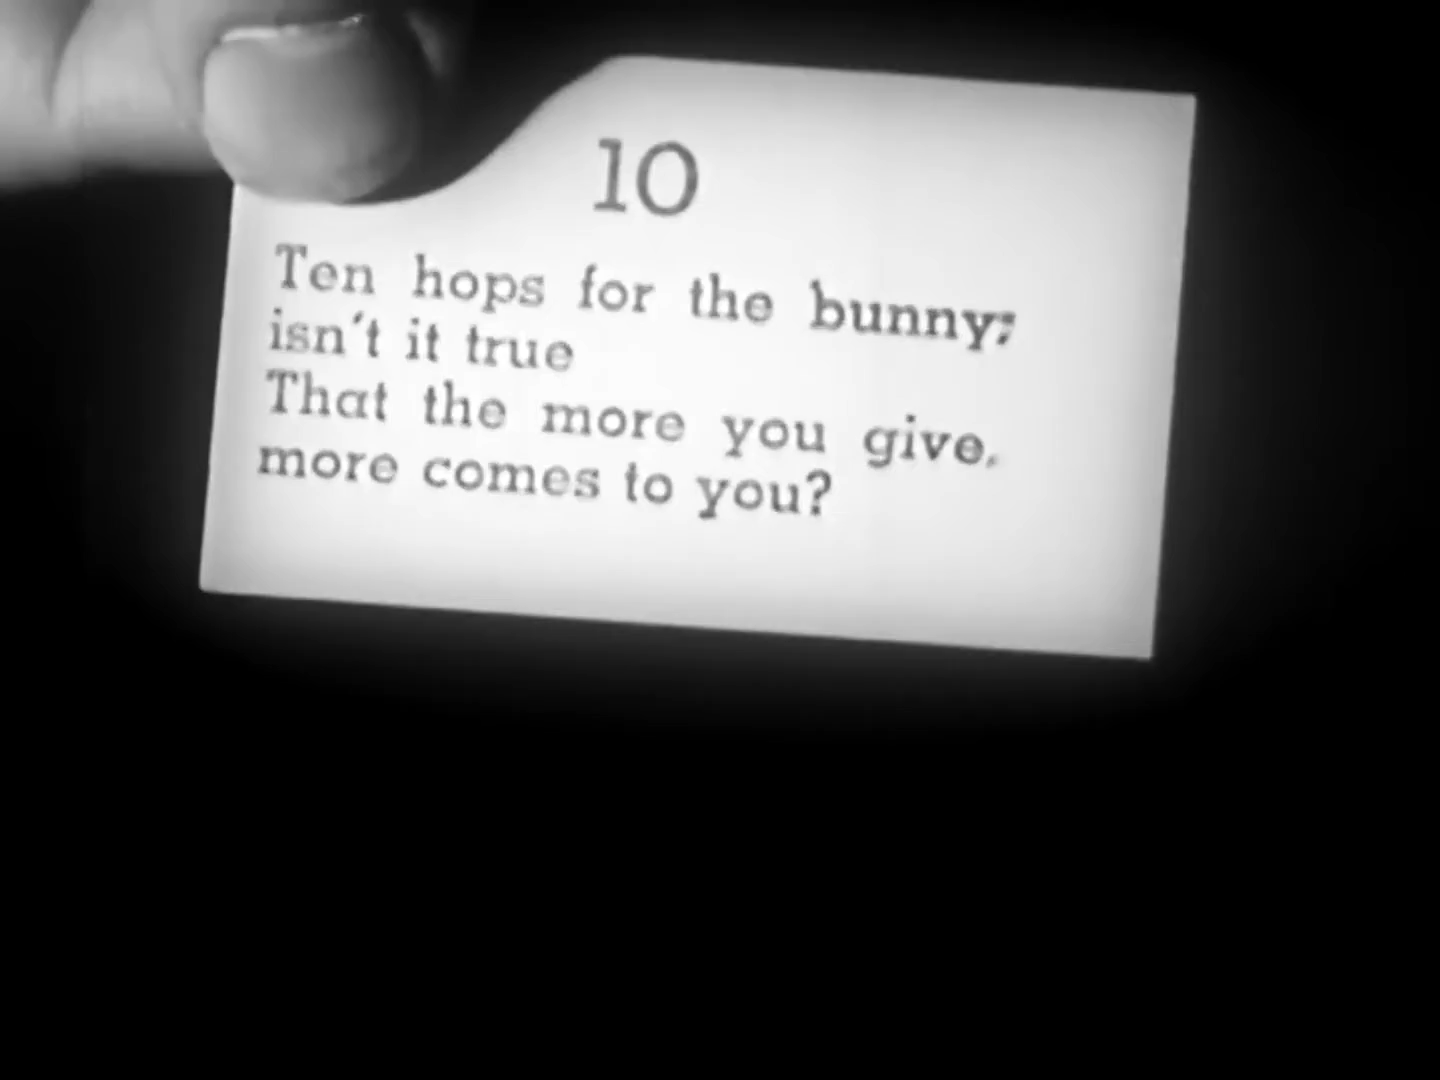 10
Ten hops for the bunny;
isn't it true
That the more you give,
more comes to you?